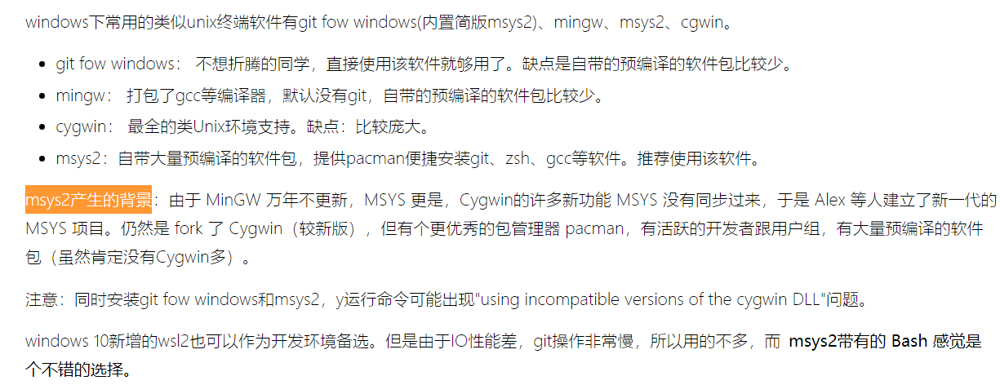 windows下常用的类似unix终端软件有git fow windows(内置简版msys2)、mingw、msys2、cgwin。
git fow windows： 不想折腾的同学，直接使用该软件就够用了。缺点是自带的预编译的软件包比较少。
mingw： 打包了gcc等编译器，默认没有git，自带的预编译的软件包比较少。
cygwin： 最全的类Unix环境支持。缺点：比较庞大。
msys2：自带大量预编译的软件包，提供pacman便捷安装git、zsh、gcc等软件。推荐使用该软件。
msys2产生的背景：由于 MinGW 万年不更新，MSYS 更是，Cygwin的许多新功能 MSYS 没有同步过来，于是 Alex 等人建立了新一代的
MSYS 项目。仍然是 fork 了 Cygwin（较新版），但有个更优秀的包管理器 pacman，有活跃的开发者跟用户组，有大量预编译的软件
包（虽然肯定没有Cygwin多）。
注意：同时安装git fow windows和msys2，y运行命令可能出现"using incompatible versions of the cygwin DLL"问题。
windows 10新增的wsl2也可以作为开发环境备选。但是由于IO性能差，git操作非常慢，所以用的不多，而 msys2带有的 Bash 感觉是
个不错的选择。